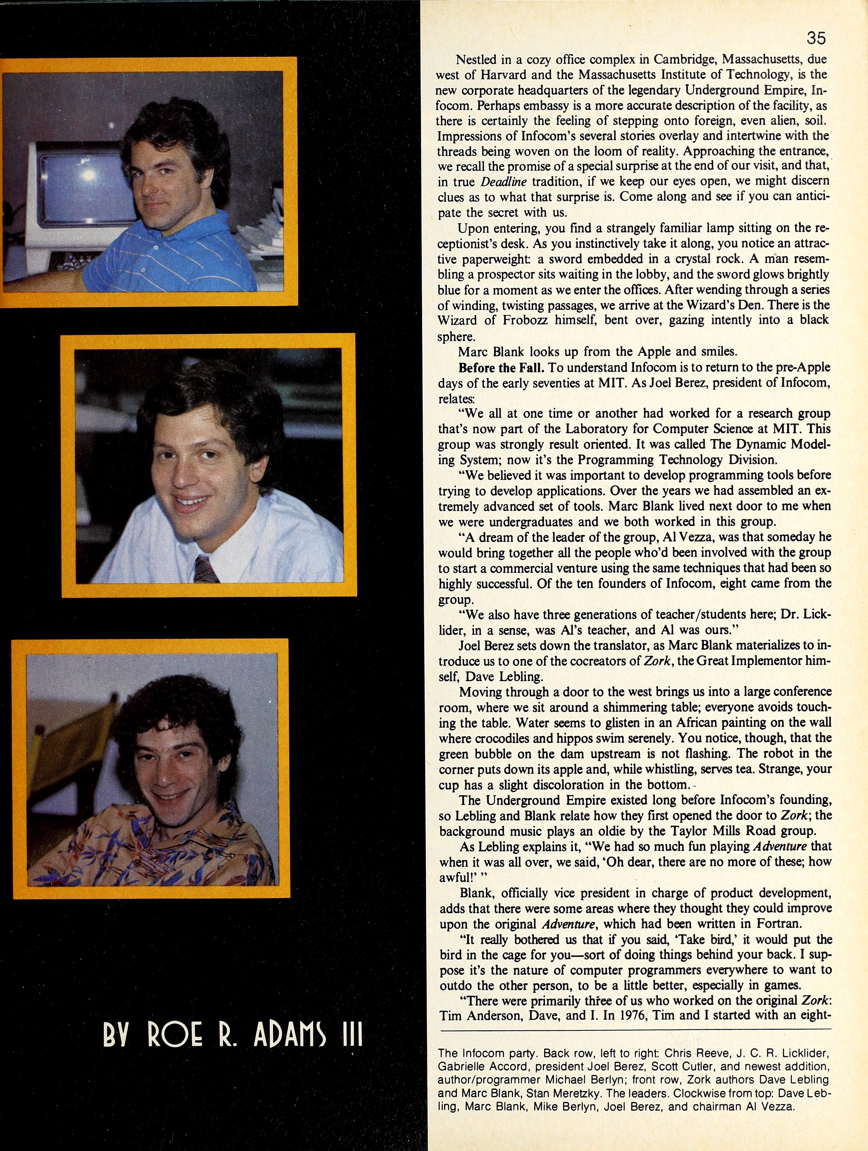 35
Nestled in a cozy office complex in Cambridge, Massachusetts, due
west of Harvard and the Massachusetts Institute of Technology, is the
new corporate headquarters of the legendary Underground Empire, In-
focom. Perhaps embassy is a more accurate description of the facility, as
there is certainly the feeling of stepping onto foreign, even alien, soil.
Impressions of Infocom's several stories overlay and intertwine with the
threads being woven on the loom of reality. Approaching the entrance,
we recall the promise of a special surprise at the end of our visit, and that,
in true Deadline tradition, if we keep our eyes open, we might discern
clues as to what that surprise is. Come along and see if you can antici-
pate the secret with us.
Upon entering, you find a strangely familiar lamp sitting on the re-
ceptionist's desk. As you instinctively take it along, you notice an attrac-
tive paperweight: a sword embedded in a crystal rock. A man resem-
bling a prospector sits waiting in the lobby, and the sword glows brightly
blue for a moment as we enter the offices. After wending through a series
of winding, twisting passages, we arrive at the Wizard's Den. There is the
Wizard of Frobozz himself, bent over, gazing intently into a black
sphere.
Marc Blank looks up from the Apple and smiles.
Before the Fall. To understand Infocom is to return to the pre-Apple
days of the early seventies at MIT. As Joel Berez, president of Infocom,
relates:
"We all at one time or another had worked for a research group
that's now part of the Laboratory for Computer Science at MIT. This
group was strongly result oriented. It was called The Dynamic Model-
ing System; now it's the Programming Technology Division.
"We believed it was important to develop programming tools before
trying to develop applications. Over the years we had assembled an ex-
tremely advanced set of tools. Marc Blank lived next door to me when
we were undergraduates and we both worked in this group.
"A dream of the leader of the group, Al Vezza, was that someday he
would bring together all the people who'd been involved with the group
to start a commercial venture using the same techniques that had been so
highly successful. Of the ten founders of Infocom, eight came from the
group.
"We also have three generations of teacher/students here; Dr. Lick-
lider, in a sense, was Al's teacher, and Al was ours."
Joel Berez sets down the translator, as Marc Blank materializes to in-
troduce us to one of the cocreators of Zork, the Great Implementor him-
self, Dave Lebling.
Moving through a door to the west brings us into a large conference
room, where we sit around a shimmering table; everyone avoids touch-
ing the table. Water seems to glisten in an African painting on the wall
where crocodiles and hippos swim serenely. You notice, though, that the
green bubble on the dam upstream is not flashing. The robot in the
corner puts down its apple and, while whistling, serves tea. Strange, your
cup has a slight discoloration in the bottom.
The Underground Empire existed long before Infocom's founding,
so Lebling and Blank relate how they first opened the door to Zork; the
background music plays an oldie by the Taylor Mills Road group.
As Lebling explains it, "We had so much fun playing Adventure that
when it was all over, we said, 'Oh dear, there are no more of these; how
awful!' "
Blank, officially vice president in charge of product development,
adds that there were some areas where they thought they could improve
upon the original Adventure, which had been written in Fortran.
"It really bothered us that if you said, 'Take bird,' it would put the
bird in the cage for you—sort of doing things behind your back. I sup-
pose it's the nature of computer programmers everywhere to want to
outdo the other person, to be a little better, especially in games.
"There were primarily three of us who worked on the original Zork:
Tim Anderson, Dave, and I. In 1976, Tim and I started with an eight-
BY ROE R. ADAMS III
The Infocom party. Back row, left to right: Chris Reeve, J. C. R. Licklider,
Gabrielle Accord, president Joel Berez, Scott Cutler, and newest addition,
author/programmer Michael Berlyn; front row, Zork authors Dave Lebling
and Marc Blank, Stan Meretzky. The leaders. Clockwise from top: Dave Leb-
ling, Marc Blank, Mike Berlyn, Joel Berez, and chairman Al Vezza.